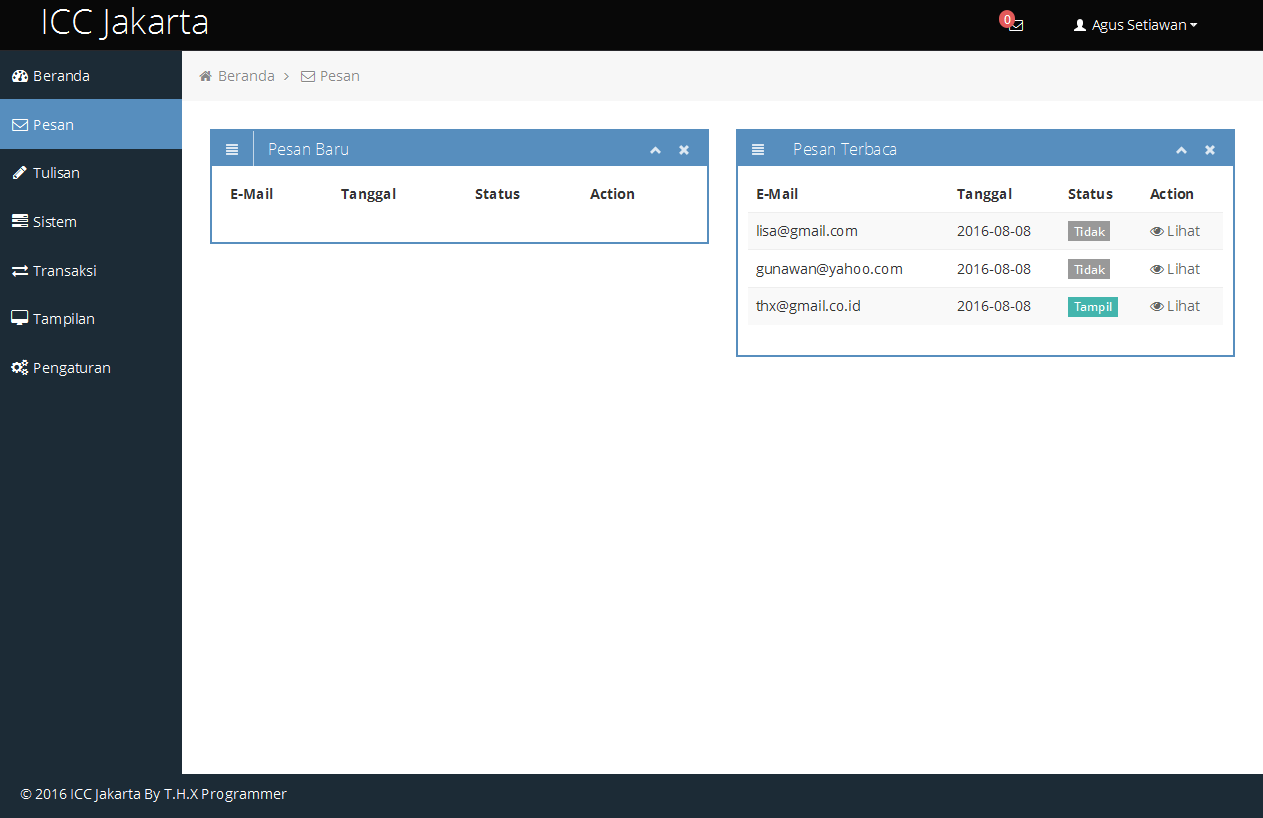 ICC Jakarta
0
Agus Setiawan
Beranda
Pesan
Tulisan
Sistem
Transaksi
Tampilan
Pengaturan
Beranda > Pesan
Pesan Baru
E-Mail Tanggal Status Action
Pesan Terbaca
E-Mail Tanggal Status Action
lisa@gmail.com 2016-08-08 Tidak Lihat
gunawan@yahoo.com 2016-08-08 Tidak Lihat
thx@gmail.co.id 2016-08-08 Tampil Lihat
© 2016 ICC Jakarta By T.H.X Programmer